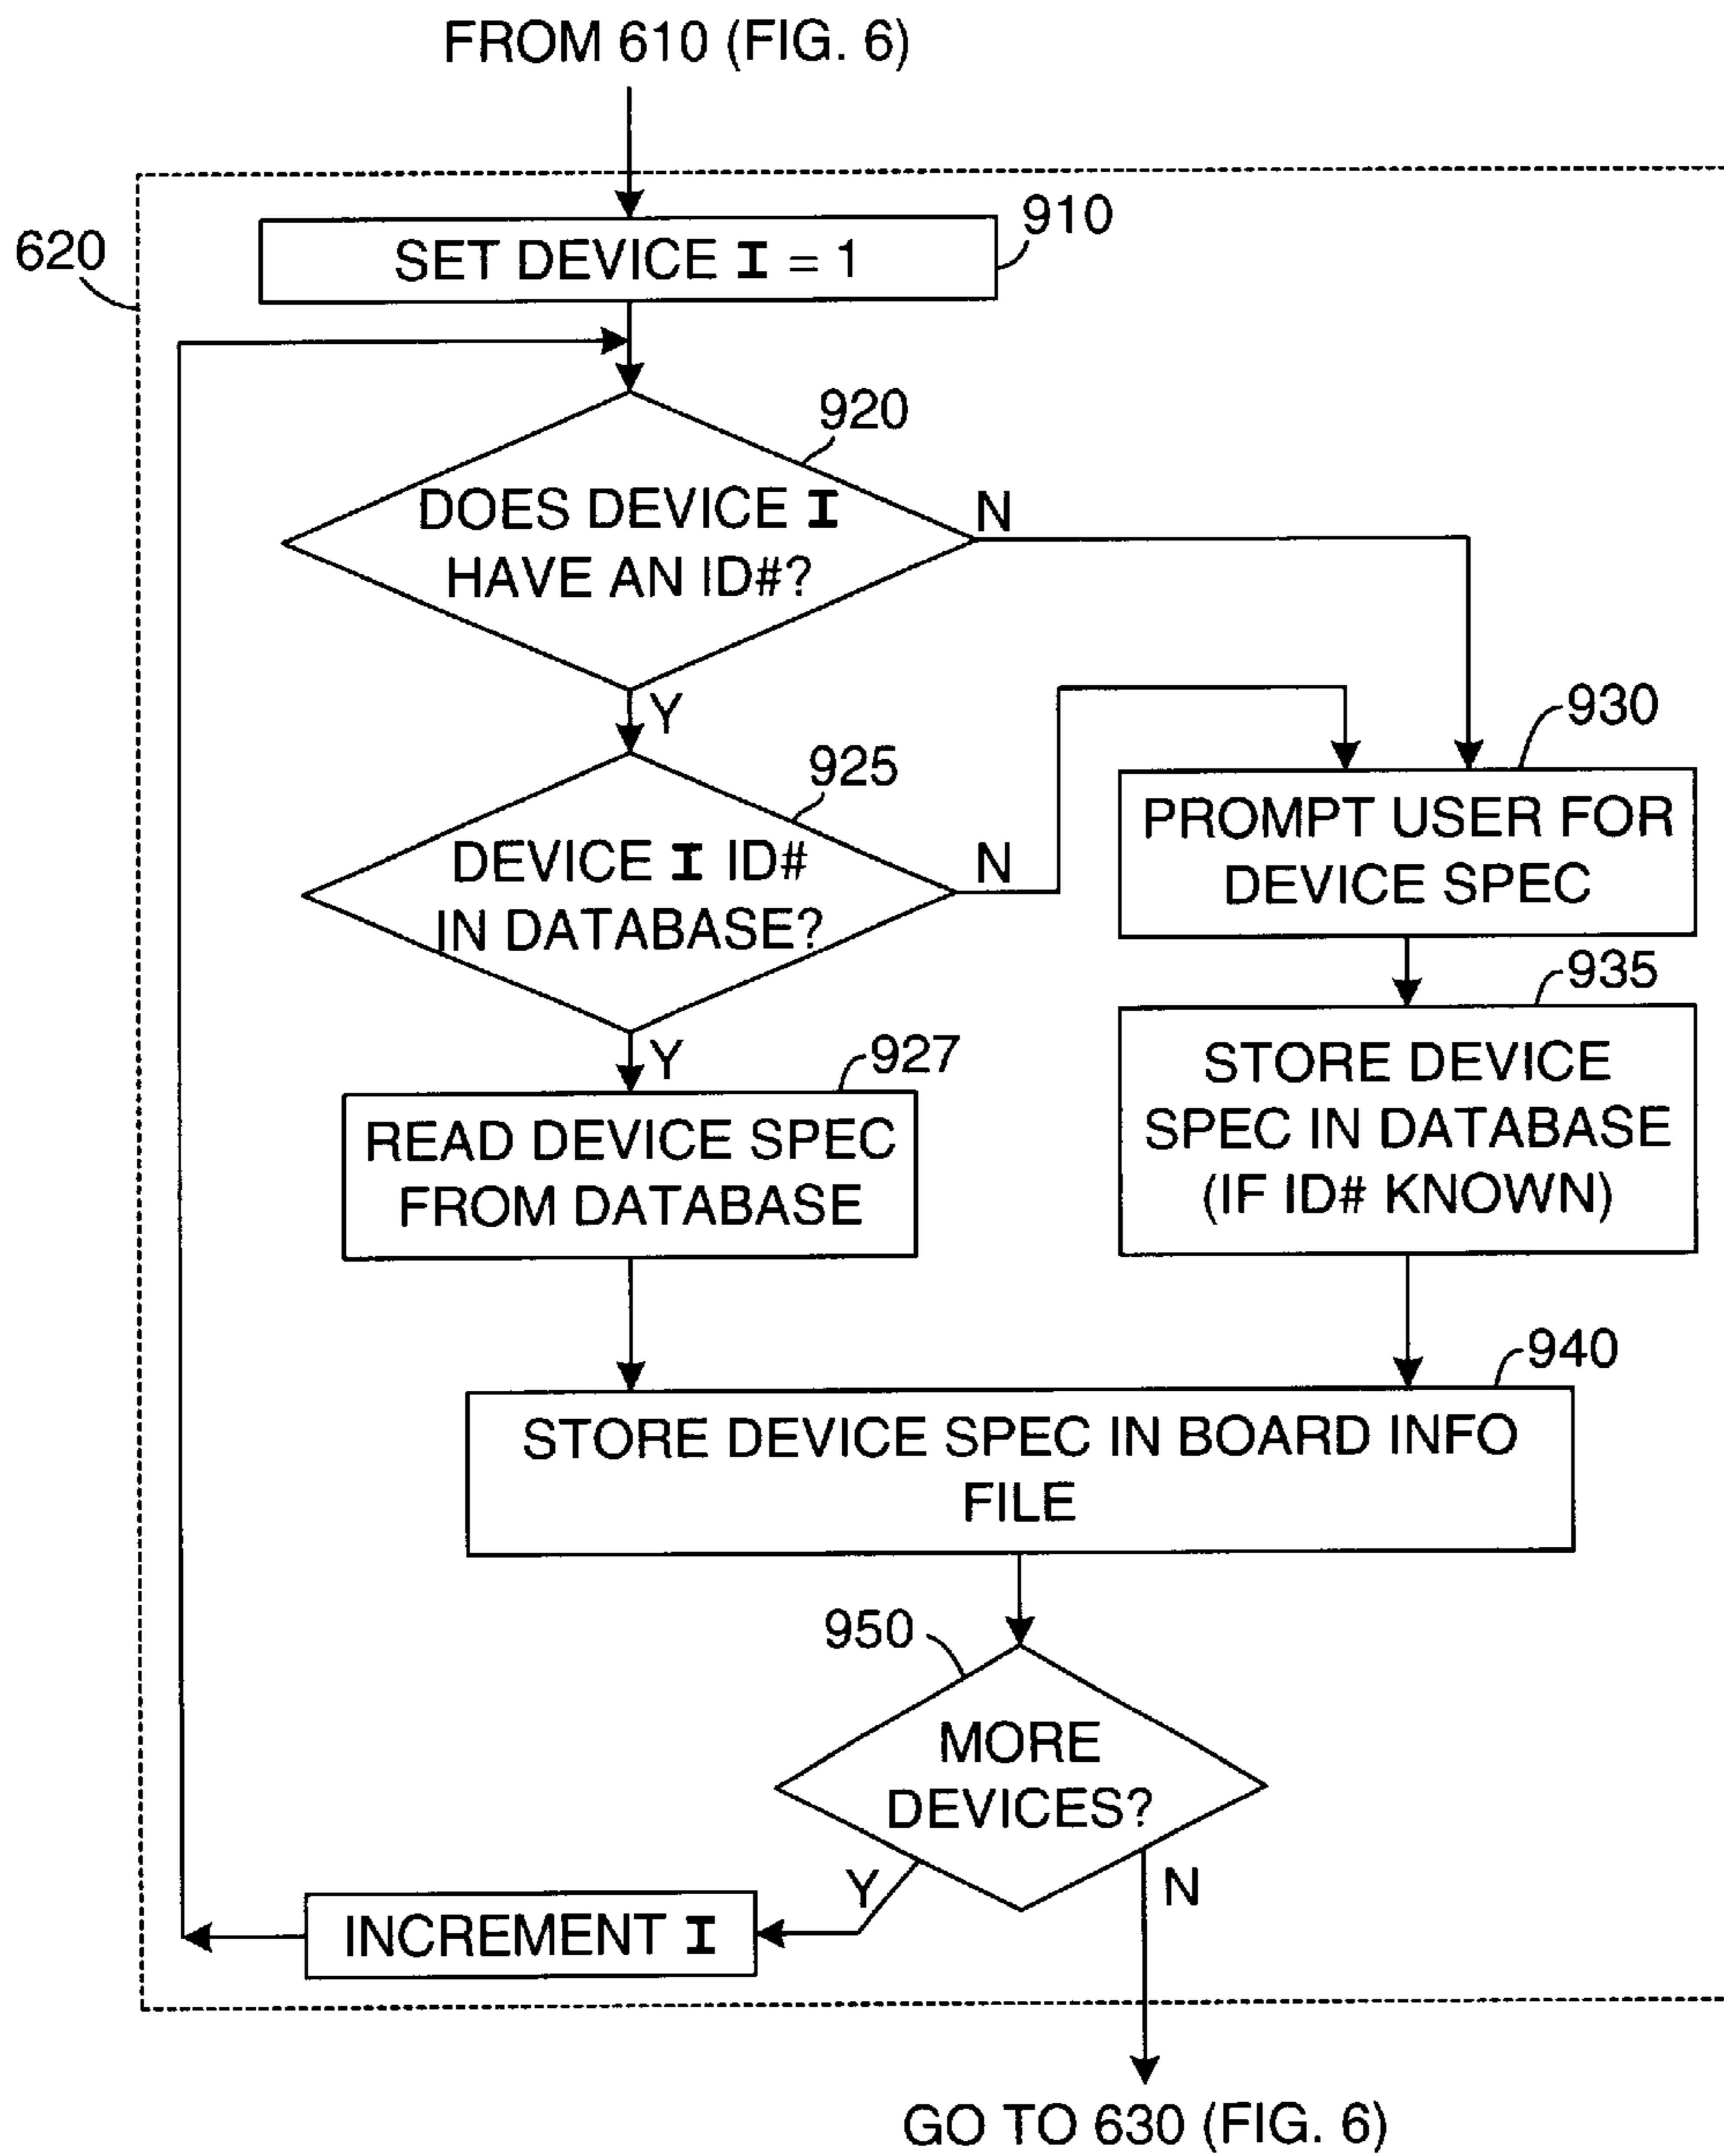 FROM 610 (FIG. 6)
620
SET DEVICE I = 1
910
920
DOES DEVICE I
HAVE AN ID#?
N
Y
925
DEVICE I ID#
IN DATABASE?
N
930
PROMPT USER FOR
DEVICE SPEC
Y
927
READ DEVICE SPEC
FROM DATABASE
935
STORE DEVICE
SPEC IN DATABASE
(IF ID# KNOWN)
940
STORE DEVICE SPEC IN BOARD INFO
FILE
950
MORE
DEVICES?
Y
N
INCREMENT I
GO TO 630 (FIG. 6)